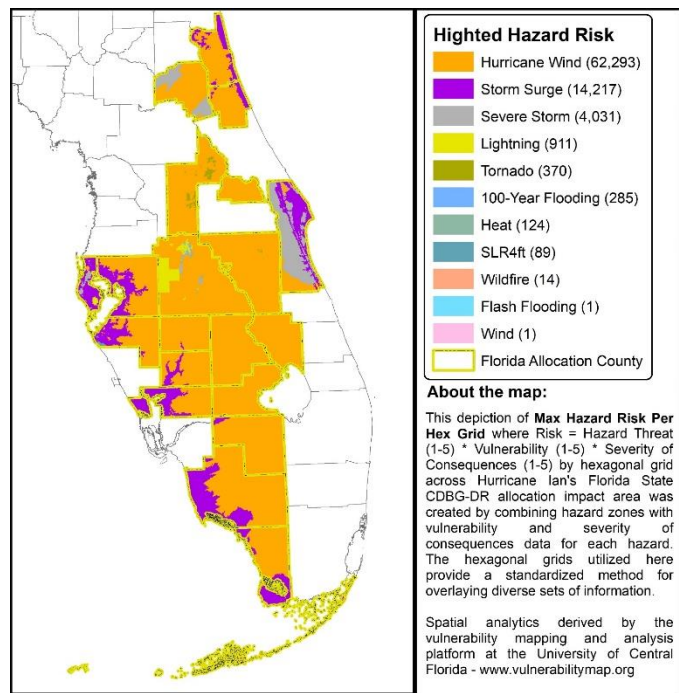 Highted Hazard Risk
Hurricane Wind (62,293)
Storm Surge (14,217)
Severe Storm (4,031)
Lightning (911)
Tornado (370)
100-Year Flooding (285)
Heat (124)
SLR4ft (89)
Wildfire (14)
Flash Flooding (1)
Wind (1)
Florida Allocation County
About the map:
This depiction of Max Hazard Risk Per
Hex Grid where Risk = Hazard Threat
(1-5) * Vulnerability (1-5) * Severity of
Consequences (1-5) by hexagonal grid
across Hurricane Ian's Florida State
CDBG-DR allocation impact area was
created by combining hazard zones with
vulnerability and severity of
consequences data for each hazard.
The hexagonal grids utilized here
provide a standardized method for
overlaying diverse sets of information.
Spatial analytics derived by the
vulnerability mapping and analysis
platform at the University of Central
Florida - www.vulnerabilitymap.org